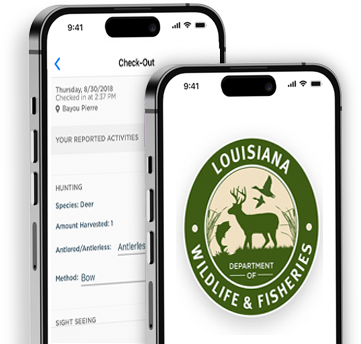 9:41
Check-Out
Thursday, 8/30/2018
Checked in at 2:37 PM
Bayou Pierre
YOUR REPORTED ACTIVITIES
HUNTING
Species: Deer
Amount Harvested: 1
Antlored/Antlerless: Antlerles
Method: Bow
SIGHT SEEING
9:41
LOUISIANA
DEPARTMENT
OF
WILDLIFE & FISHERIES